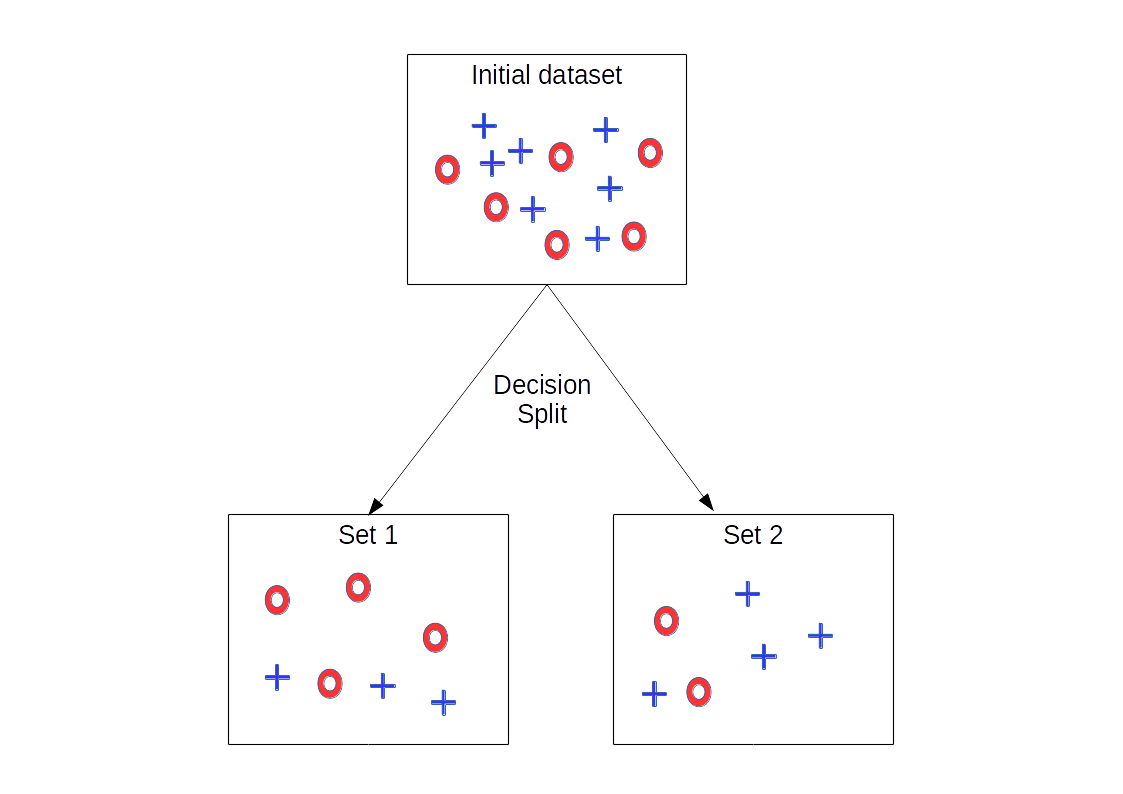 Initial dataset
Decision
Split
Set 1
Set 2